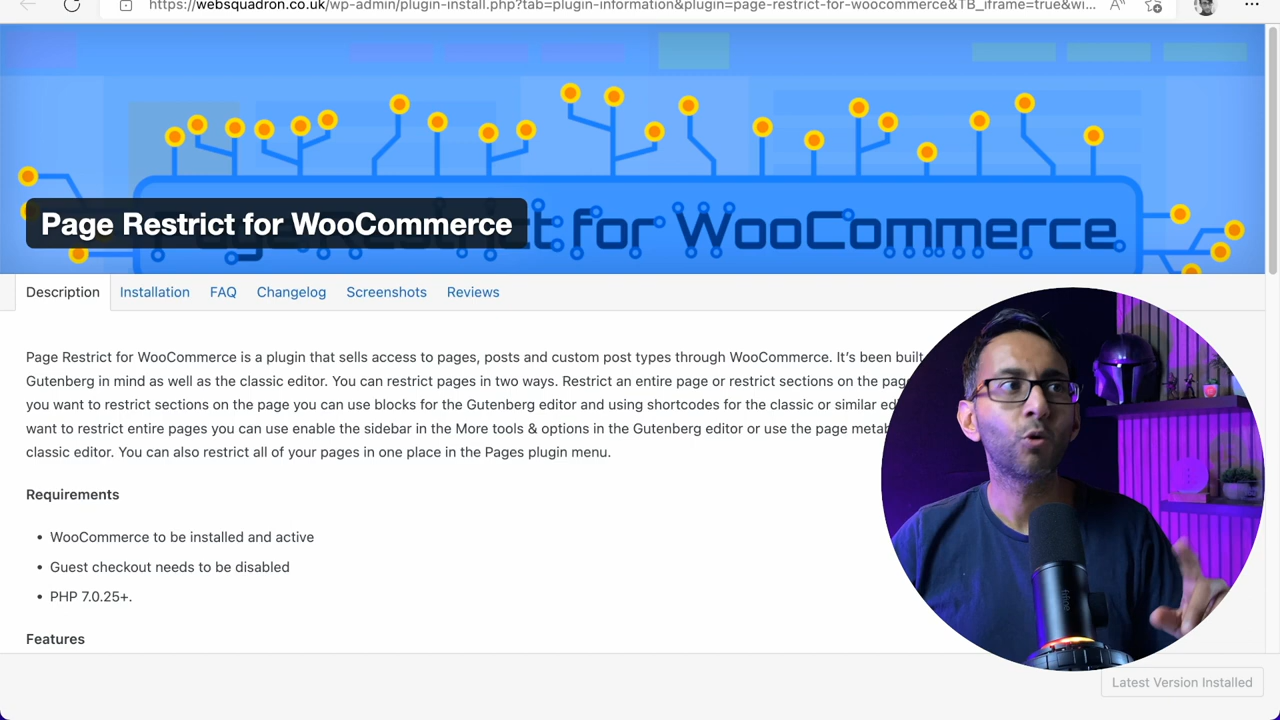 https://websquadron.co.uk/wp-admin/plugin-install.php?tab=plugin-information&plugin=page-restrict-for-woocommerce&TB_iframe=true&wi...
Page Restrict for WooCommerce
t for WooCommerce
Description Installation FAQ Changelog Screenshots Reviews
Page Restrict for WooCommerce is a plugin that sells access to pages, posts and custom post types through WooCommerce. It’s been built
Gutenberg in mind as well as the classic editor. You can restrict pages in two ways. Restrict an entire page or restrict sections on the pag
you want to restrict sections on the page you can use blocks for the Gutenberg editor and using shortcodes for the classic or similar ed
want to restrict entire pages you can use enable the sidebar in the More tools & options in the Gutenberg editor or use the page metab
classic editor. You can also restrict all of your pages in one place in the Pages plugin menu.
Requirements
• WooCommerce to be installed and active
• Guest checkout needs to be disabled
• PHP 7.0.25+.
Features
fifine
Latest Version Installed